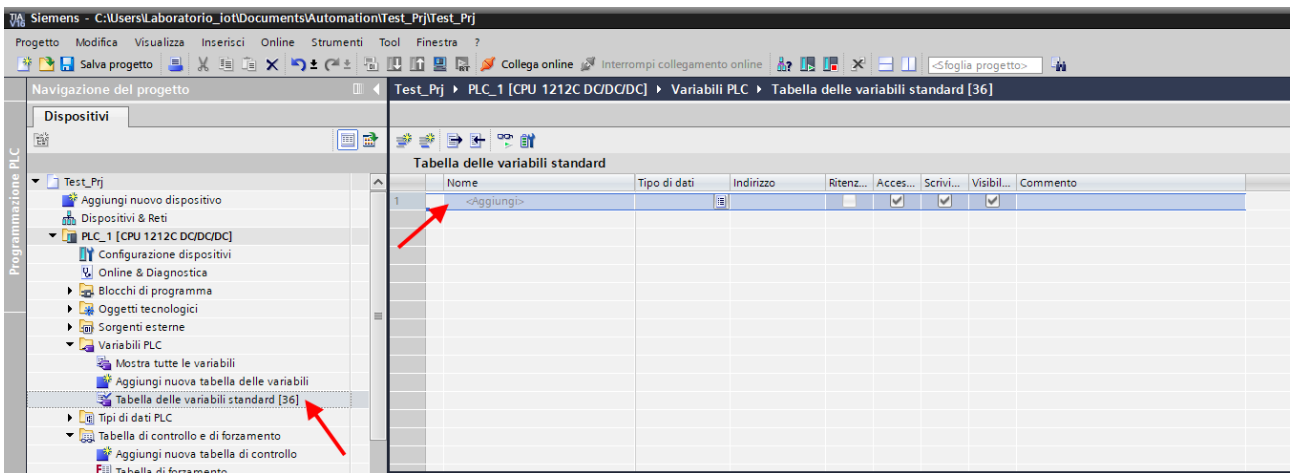 Siemens - C:\Users\Laboratorio_iot\Documents\Automation\Test_Prj\Test_Prj
Progetto Modifica Visualizza Inserisci Online Strumenti Tool Finestra ?
Salva progetto Collega online Interrompi collegamento online <Sfoglia progetto>
Navigazione del progetto
Test_Prj ▸ PLC_1 [CPU 1212C DC/DC/DC] ▸ Variabili PLC ▸ Tabella delle variabili standard [36]
Dispositivi
Programmazione PLC
Test_Prj
Aggiungi nuovo dispositivo
Dispositivi & Reti
PLC_1 [CPU 1212C DC/DC/DC]
Configurazione dispositivi
Online & Diagnostica
Blocchi di programma
Oggetti tecnologici
Sorgenti esterne
Variabili PLC
Mostra tutte le variabili
Aggiungi nuova tabella delle variabili
Tabella delle variabili standard [36]
Tipi di dati PLC
Tabella di controllo e di forzamento
Aggiungi nuova tabella di controllo
Tabella di forzamento
Tabella delle variabili standard
Nome Tipo di dati Indirizzo Ritenz... Acces... Scrivi... Visibil... Commento
1 <Aggiungi>